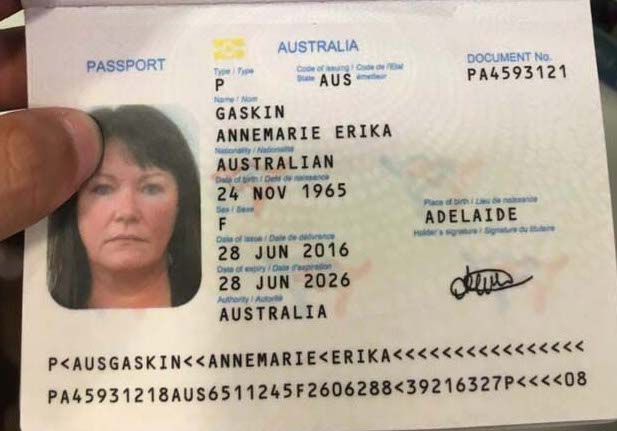 PASSPORT
AUSTRALIA
Type / Type
P
Code of issuing / Code de l'Etat
State AUS émetteur
DOCUMENT No.
PA4593121
Name / Nom
GASKIN
ANNEMARIE ERIKA
Nationality / Nationalité
AUSTRALIAN
Date of birth / Date de naissance
24 NOV 1965
Sex / Sexe
F
Place of birth / Lieu de naissance
ADELAIDE
Date of issue / Date de délivrance
28 JUN 2016
Holder's signature / Signature du titulaire
Date of expiry / Date d'expiration
28 JUN 2026
Authority / Autorité
AUSTRALIA
P<AUSGASKIN<<ANNEMARIE<ERIKA<<<<<<<<<<<<<<<<
PA45931218AUS6511245F2606288<39216327P<<<<08